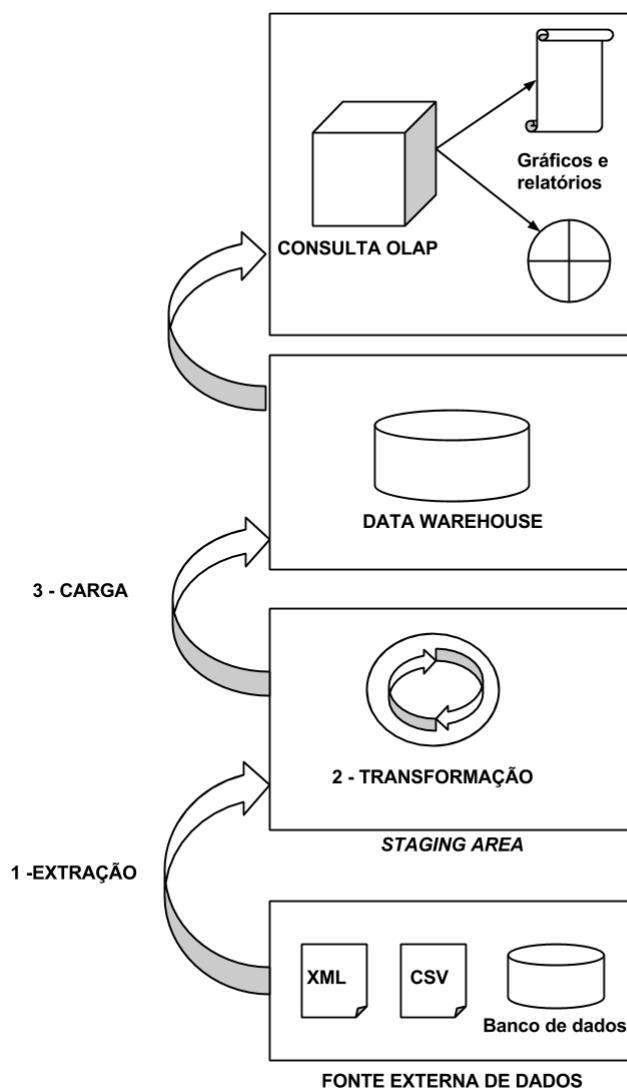 Gráficos e
relatórios
CONSULTA OLAP
DATA WAREHOUSE
3 - CARGA
2 - TRANSFORMAÇÃO
STAGING AREA
1 -EXTRAÇÃO
XML
CSV
Banco de dados
FONTE EXTERNA DE DADOS